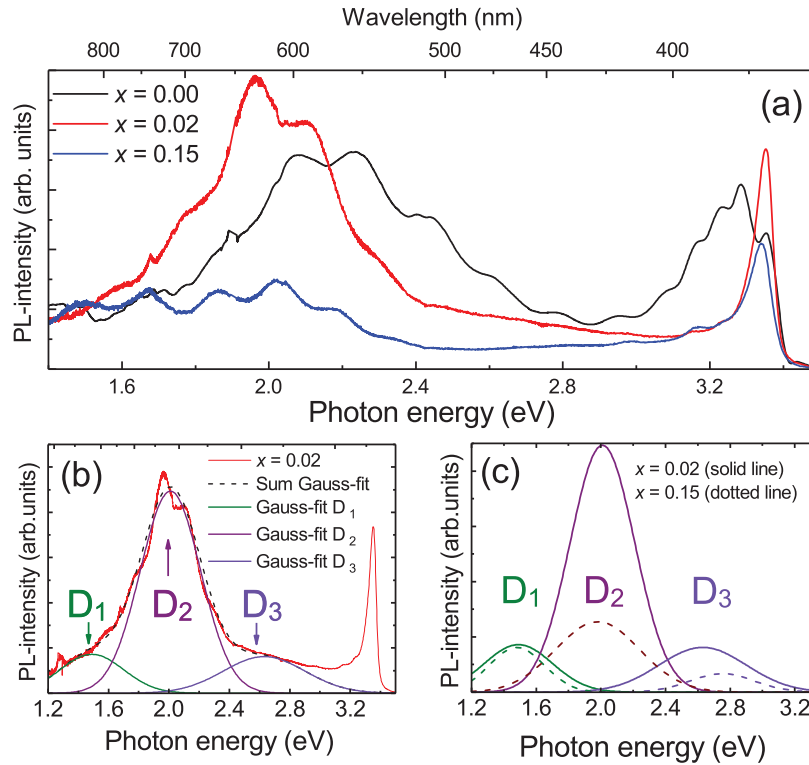 Wavelength (nm)
800 700 600 500 450 400
PL-intensity (arb. units)
x = 0.00
x = 0.02
x = 0.15
(a)
1.6 2.0 2.4 2.8 3.2
Photon energy (eV)
(b)
x = 0.02
Sum Gauss-fit
Gauss-fit D1
Gauss-fit D2
Gauss-fit D3
D1
D2
D3
PL-intensity (arb.units)
1.2 1.6 2.0 2.4 2.8 3.2
Photon energy (eV)
(c)
x = 0.02 (solid line)
x = 0.15 (dotted line)
D1
D2
D3
PL-intensity (arb.units)
1.2 1.6 2.0 2.4 2.8 3.2
Photon energy (eV)